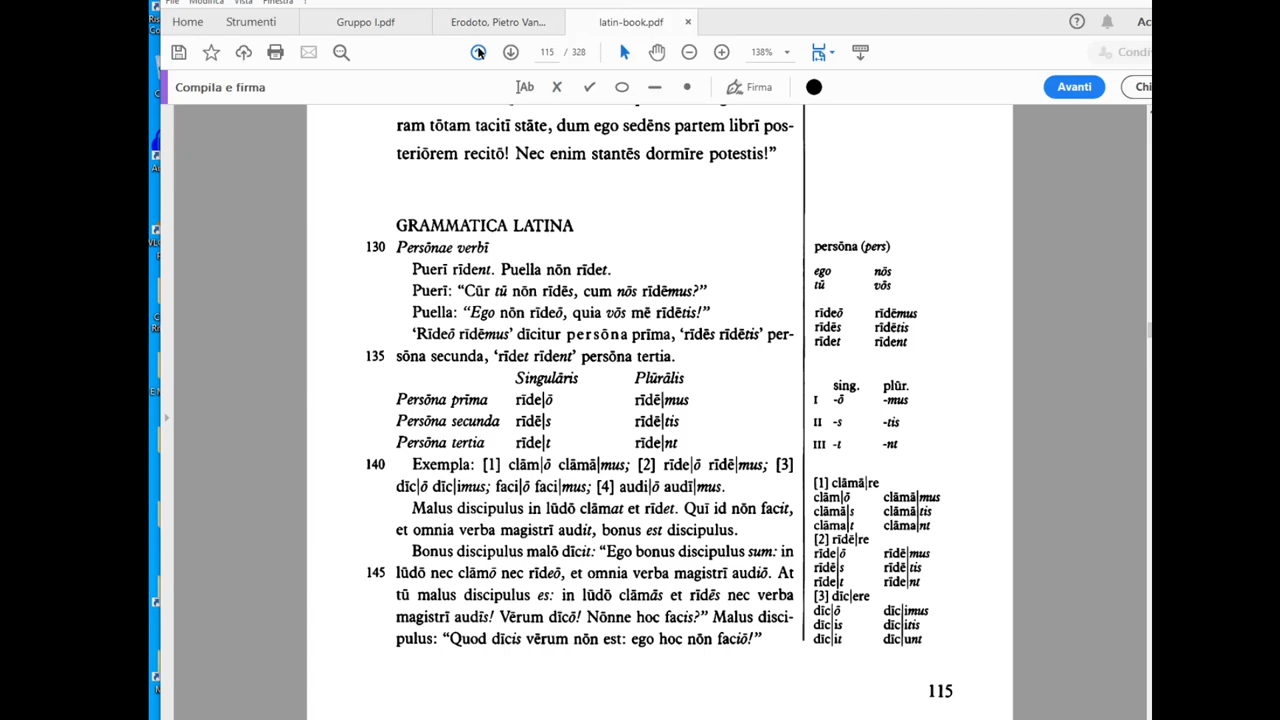 Modifica Vista Finestra
Home Strumenti Gruppo I.pdf Erodoto, Pietro Van... latin-book.pdf
115 / 328 138%
Compila e firma Ab Firma Avanti
ram tōtam tacitī stāte, dum ego sedēns partem librī pos-
teriōrem recitō! Nec enim stantēs dormīre potestis!”
GRAMMATICA LATINA
130 Persōnae verbī
Puerī rīdent. Puella nōn rīdet.
Puerī: “Cūr tū nōn rīdēs, cum nōs rīdēmus?”
Puella: “Ego nōn rīdeō, quia vōs mē rīdētis!”
‘Rīdeō rīdēmus’ dīcitur persōna prīma, ‘rīdēs rīdētis’ per-
135 sōna secunda, ‘rīdet rīdent’ persōna tertia.
Singulāris Plūrālis
Persōna prīma rīde|ō rīdē|mus
Persōna secunda rīdē|s rīdē|tis
Persōna tertia rīde|t rīde|nt
140 Exempla: [1] clām|ō clāmā|mus; [2] rīde|ō rīdē|mus; [3]
dīc|ō dīc|imus; faci|ō faci|mus; [4] audi|ō audī|mus.
Malus discipulus in lūdō clāmat et rīdet. Quī id nōn facit,
et omnia verba magistrī audit, bonus est discipulus.
Bonus discipulus malō dīcit: “Ego bonus discipulus sum: in
145 lūdō nec clāmō nec rīdeō, et omnia verba magistrī audiō. At
tū malus discipulus es: in lūdō clāmās et rīdēs nec verba
magistrī audīs! Vērum dīcō! Nōnne hoc facis?” Malus disci-
pulus: “Quod dīcis vērum nōn est: ego hoc nōn faciō!”
persōna (pers)
ego nōs
tū vōs
rīdeō rīdēmus
rīdēs rīdētis
rīdet rīdent
sing. plūr.
I -ō -mus
II -s -tis
III -t -nt
[1] clāmā|re
clām|ō clāmā|mus
clāmā|s clāmā|tis
clāma|t clāma|nt
[2] rīdē|re
rīde|ō rīdē|mus
rīdē|s rīdē|tis
rīde|t rīde|nt
[3] dīc|ere
dīc|ō dīc|imus
dīc|is dīc|itis
dīc|it dīc|unt
115